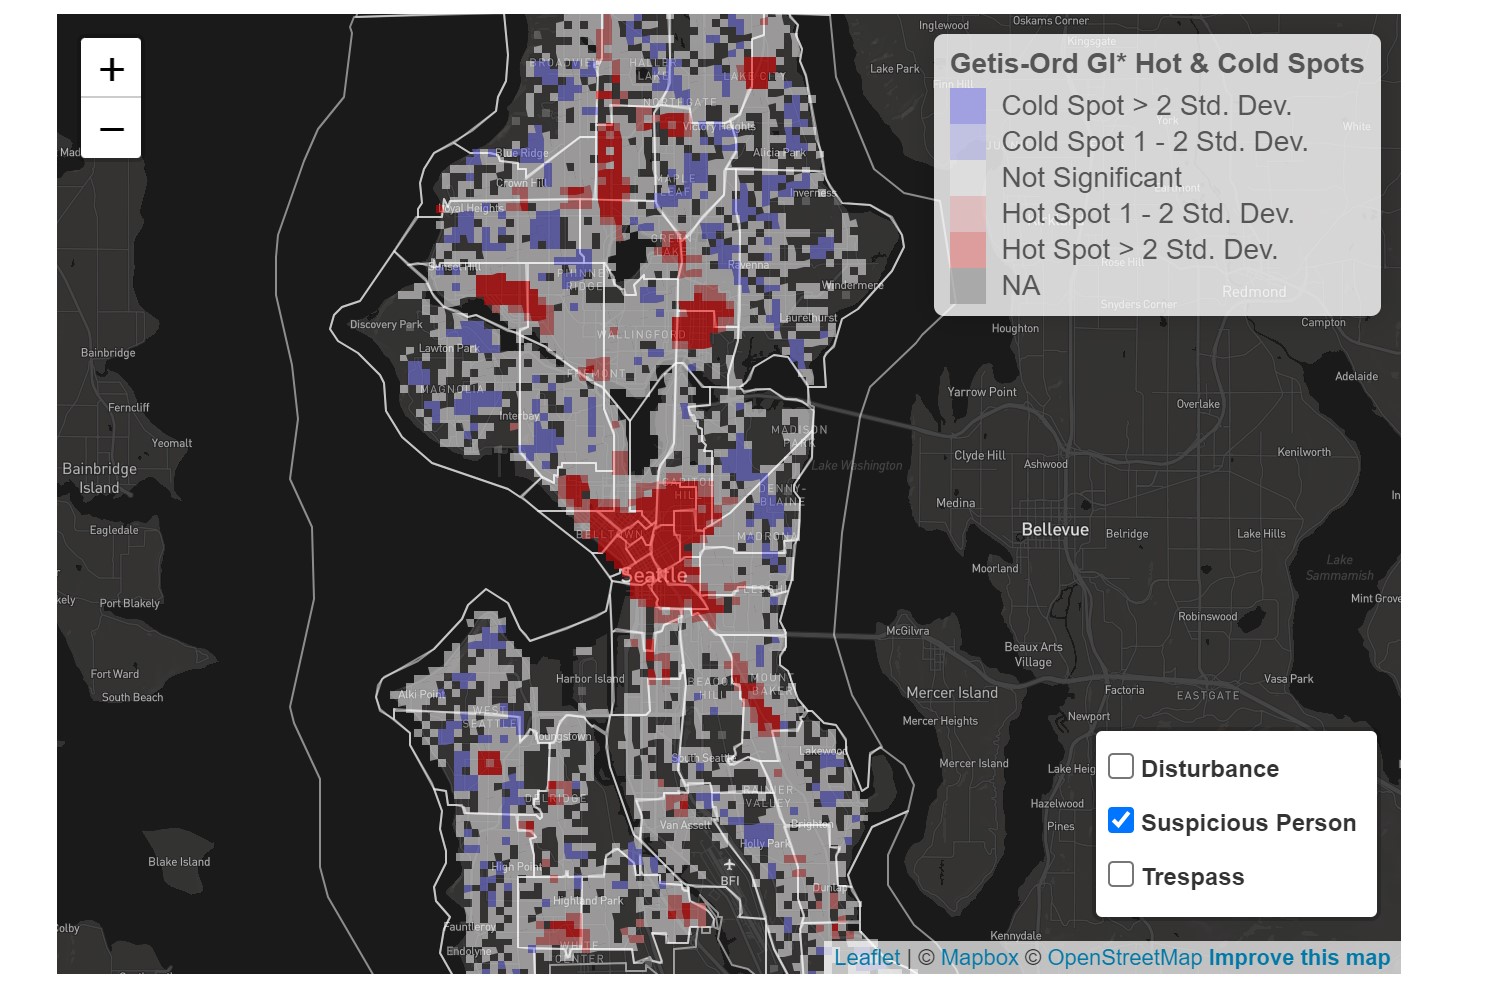 +
−
Getis-Ord GI* Hot & Cold Spots
Cold Spot > 2 Std. Dev.
Cold Spot 1 - 2 Std. Dev.
Not Significant
Hot Spot 1 - 2 Std. Dev.
Hot Spot > 2 Std. Dev.
NA
Inglewood
Oskams Corner
Kingsgate
Lake Park
Finn Hill
York
White
Rose Hill
Redmond
Snyders Corner
Houghton
Campton
BROADVIEW
HALLER
LAKE
LAKE CITY
NORTHGATE
Victory Heights
Blue Ridge
Alicia Park
Crown Hill
MAPLE
LEAF
Inverness
Loyal Heights
GREEN
LAKE
Sunset Hill
PHINNEY
RIDGE
Ravenna
Windermere
Discovery Park
WALLINGFORD
Laurelhurst
Lawton Park
FREMONT
MAGNOLIA
Interbay
MADISON
PARK
Lake Washington
CAPITOL
HILL
DENNY-
BLAINE
BELLTOWN
MADRONA
Seattle
LESCHI
Bainbridge
Ferncliff
Yeomalt
Bainbridge
Island
Eagledale
Port Blakely
Fort Ward
South Beach
Blake Island
Adelaide
Yarrow Point
Overlake
Clyde Hill
Ashwood
Kenilworth
Medina
Bellevue
Belridge
Lake Hills
Moorland
Lake
Sammamish
Mint Grove
McGilvra
Robinswood
Beaux Arts
Village
Mercer Island
Factoria
EASTGATE
Vasa Park
Mercer Heights
Newport
Mercer Island
Lake Heig
Hazelwood
Pines
Kennydale
Harbor Island
BEACON
HILL
MOUNT
BAKER
Alki Point
WEST
SEATTLE
Youngstown
South Seattle
Lakewood
DELRIDGE
RAINIER
VALLEY
Van Asselt
Brighton
Holly Park
High Point
BFI
Dunlap
Highland Park
Fauntleroy
Endolyne
WHITE
CENTER
Disturbance
Suspicious Person
Trespass
Leaflet | © Mapbox © OpenStreetMap Improve this map